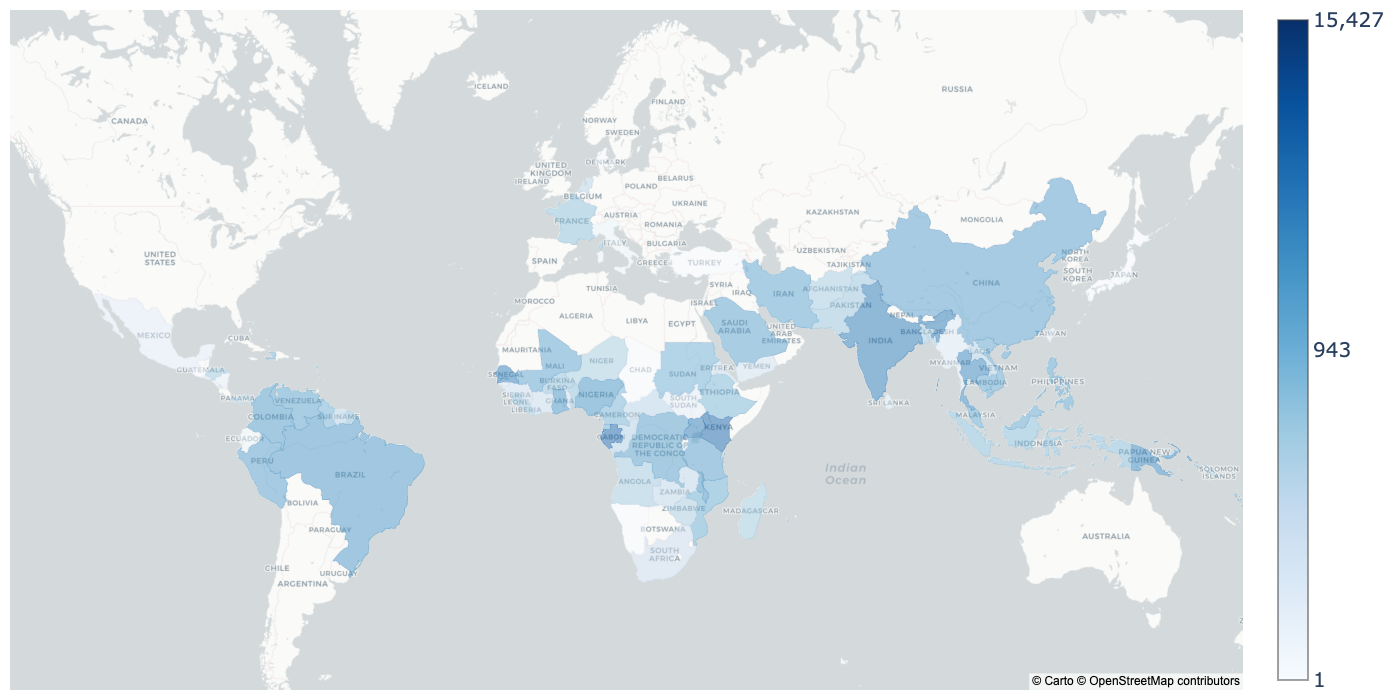 15,427
943
1
ICELAND
RUSSIA
FINLAND
CANADA
NORWAY
SWEDEN
DENMARK
UNITED
KINGDOM
IRELAND
BELARUS
POLAND
BELGIUM
UKRAINE
AUSTRIA
KAZAKHSTAN
MONGOLIA
FRANCE
ROMANIA
ITALY
BULGARIA
UZBEKISTAN
UNITED
STATES
SPAIN
GREECE
TURKEY
TAJIKISTAN
NORTH
KOREA
SOUTH
KOREA
JAPAN
TUNISIA
SYRIA
IRAQ
IRAN
AFGHANISTAN
CHINA
MOROCCO
ISRAEL
PAKISTAN
ALGERIA
LIBYA
EGYPT
NEPAL
SAUDI
ARABIA
UNITED
ARAB
EMIRATES
BANGLADESH
TAIWAN
MEXICO
CUBA
INDIA
MAURITANIA
MALI
NIGER
CHAD
SUDAN
ERITREA
YEMEN
MYANMAR
LAOS
VIETNAM
GUATEMALA
SENEGAL
BURKINA
FASO
ETHIOPIA
CAMBODIA
PHILIPPINES
PANAMA
VENEZUELA
SIERRA
LEONE
LIBERIA
GHANA
NIGERIA
SOUTH
SUDAN
SRI LANKA
COLOMBIA
SURINAME
CAMEROON
MALAYSIA
ECUADOR
GABON
DEMOCRATIC
REPUBLIC OF
THE CONGO
KENYA
INDONESIA
PAPUA NEW
GUINEA
SOLOMON
ISLANDS
PERU
BRAZIL
ANGOLA
ZAMBIA
Indian
Ocean
BOLIVIA
ZIMBABWE
MADAGASCAR
PARAGUAY
BOTSWANA
AUSTRALIA
SOUTH
AFRICA
CHILE
URUGUAY
ARGENTINA
© Carto © OpenStreetMap contributors